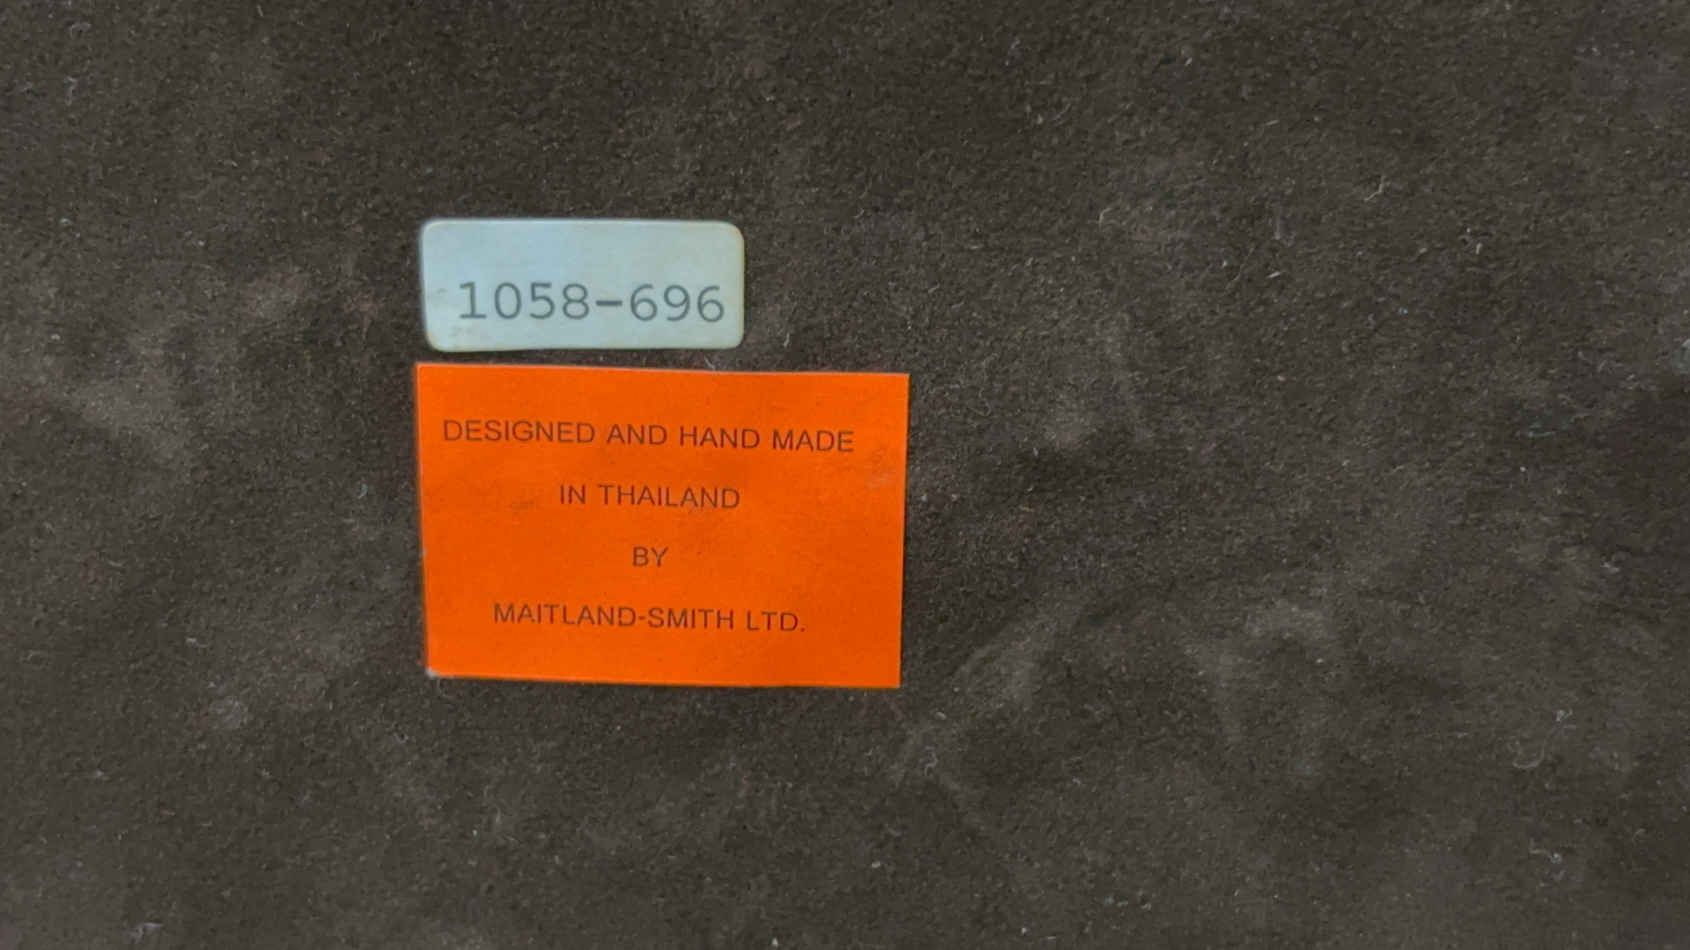 1058-696
DESIGNED AND HAND MADE
IN THAILAND
BY
MAITLAND-SMITH LTD.